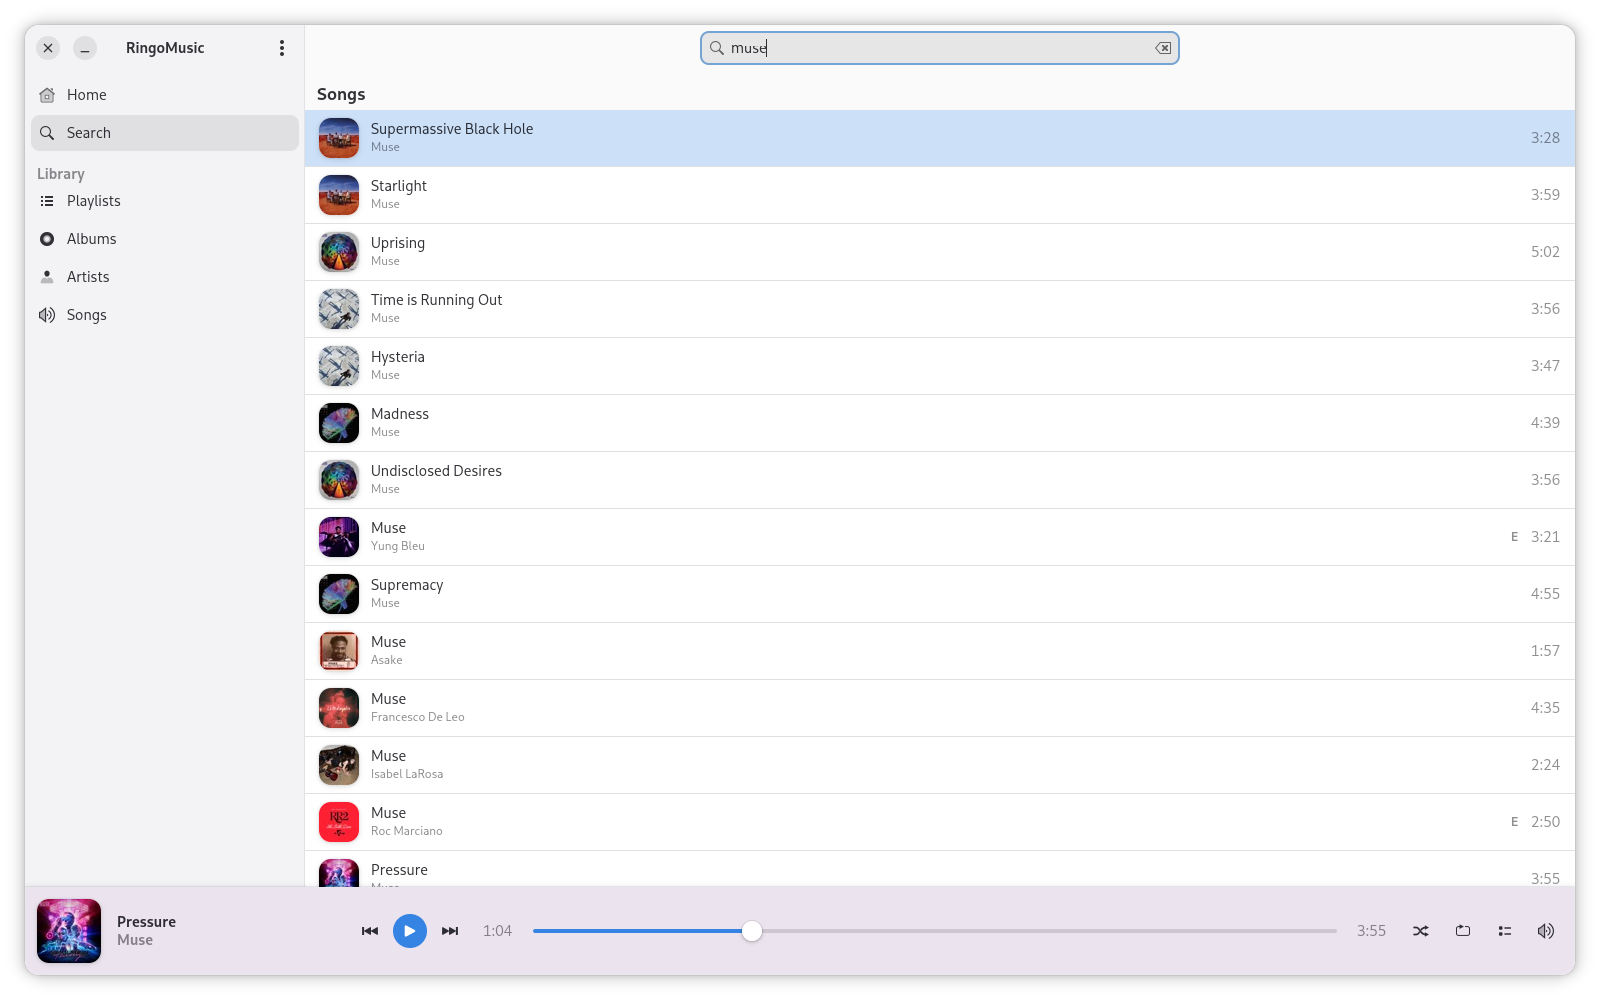 RingoMusic
muse
Home
Search
Library
Playlists
Albums
Artists
Songs
Songs
Supermassive Black Hole
Muse
3:28
Starlight
Muse
3:59
Uprising
Muse
5:02
Time is Running Out
Muse
3:56
Hysteria
Muse
3:47
Madness
Muse
4:39
Undisclosed Desires
Muse
3:56
Muse
Yung Bleu
E 3:21
Supremacy
Muse
4:55
Muse
Asake
1:57
Muse
Francesco De Leo
4:35
Muse
Isabel LaRosa
2:24
Muse
Roc Marciano
E 2:50
RR2
Pressure
Muse
3:55
Pressure
Muse
1:04
3:55